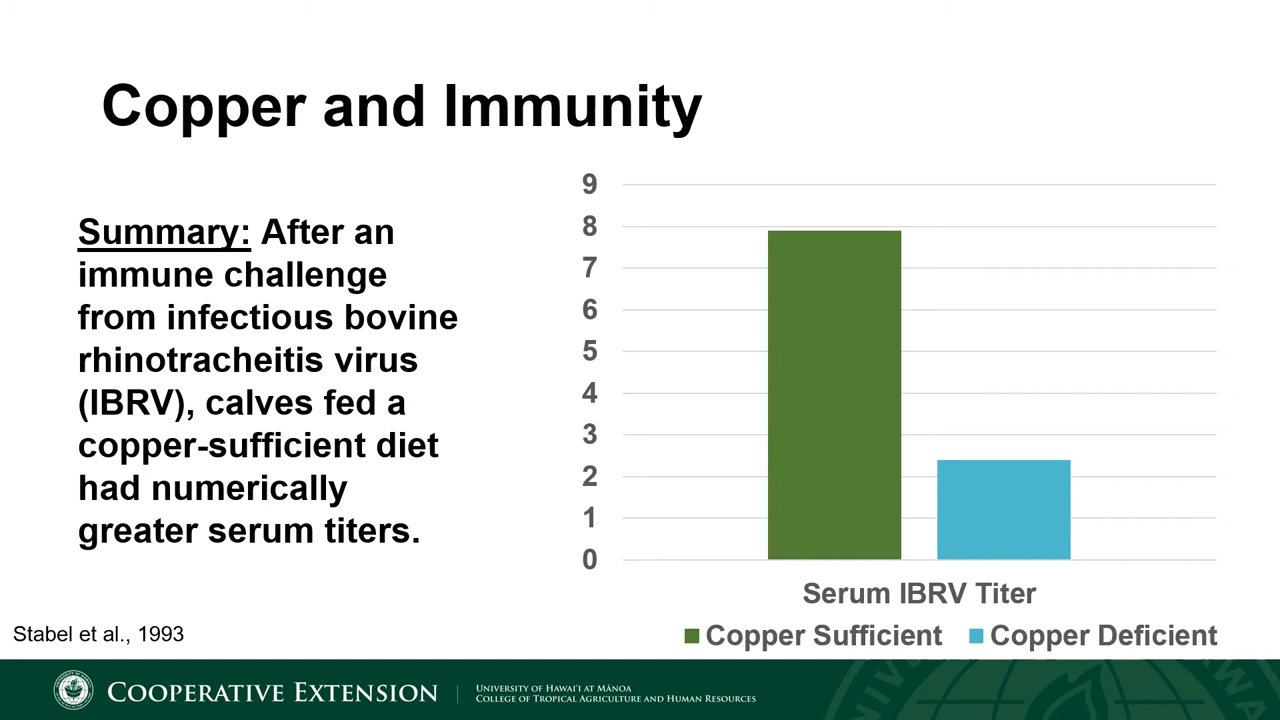 Copper and Immunity
Summary: After an
immune challenge
from infectious bovine
rhinotracheitis virus
(IBRV), calves fed a
copper-sufficient diet
had numerically
greater serum titers.
9
8
7
6
5
4
3
2
1
0
Serum IBRV Titer
Copper Sufficient
Copper Deficient
Stabel et al., 1993
COOPERATIVE EXTENSION
UNIVERSITY OF HAWAI'I AT MĀNOA
COLLEGE OF TROPICAL AGRICULTURE AND HUMAN RESOURCES